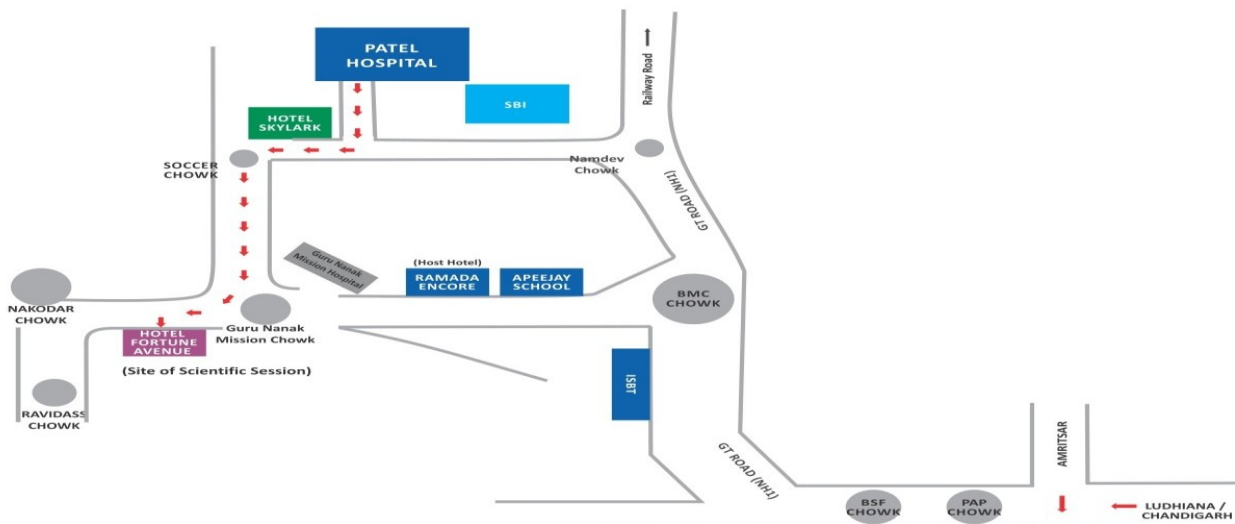 PATEL
HOSPITAL
Railway Road
SBI
HOTEL
SKYLARK
SOCCER
CHOWK
Namdev
Chowk
GT ROAD (NH1)
Guru Nanak
Mission Hospital
(Host Hotel)
RAMADA
ENCORE
APEEJAY
SCHOOL
BMC
CHOWK
NAKODAR
CHOWK
HOTEL
FORTUNE
AVENUE
Guru Nanak
Mission Chowk
(Site of Scientific Session)
ISBT
RAVIDASS
CHOWK
GT ROAD (NH1)
AMRITSAR
BSF
CHOWK
PAP
CHOWK
LUDHIANA /
CHANDIGARH